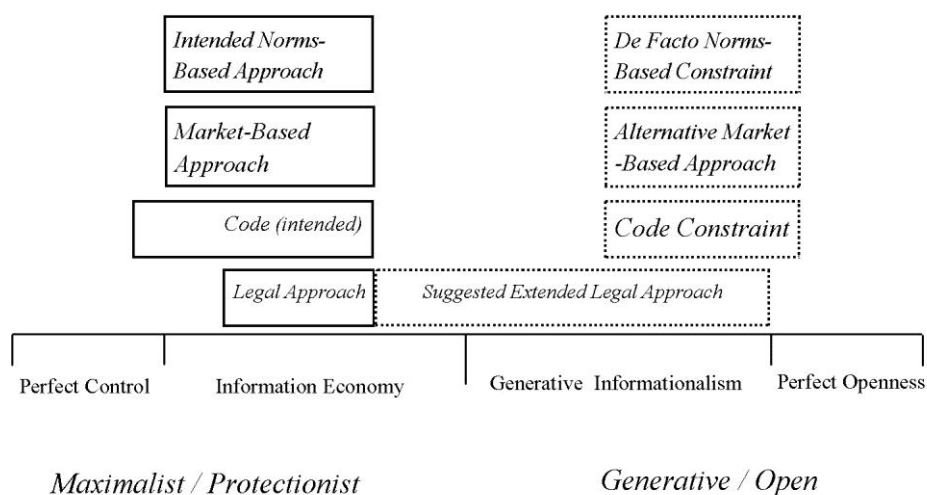 Intended Norms-
Based Approach
De Facto Norms-
Based Constraint
Market-Based
Approach
Alternative Market
-Based Approach
Code (intended)
Code Constraint
Legal Approach
Suggested Extended Legal Approach
Perfect Control
Information Economy
Generative Informationalism
Perfect Openness
Maximalist / Protectionist
Generative / Open